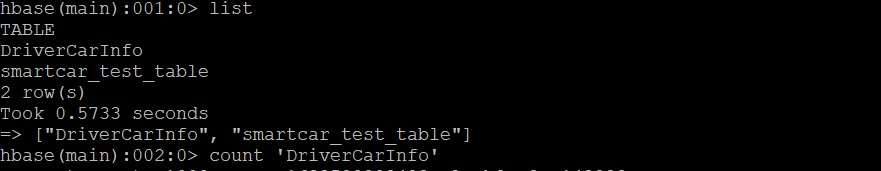 hbase(main):001:0> list
TABLE
DriverCarInfo
smartcar_test_table
2 row(s)
Took 0.5733 seconds
=> ["DriverCarInfo", "smartcar_test_table"]
hbase(main):002:0> count 'DriverCarInfo'